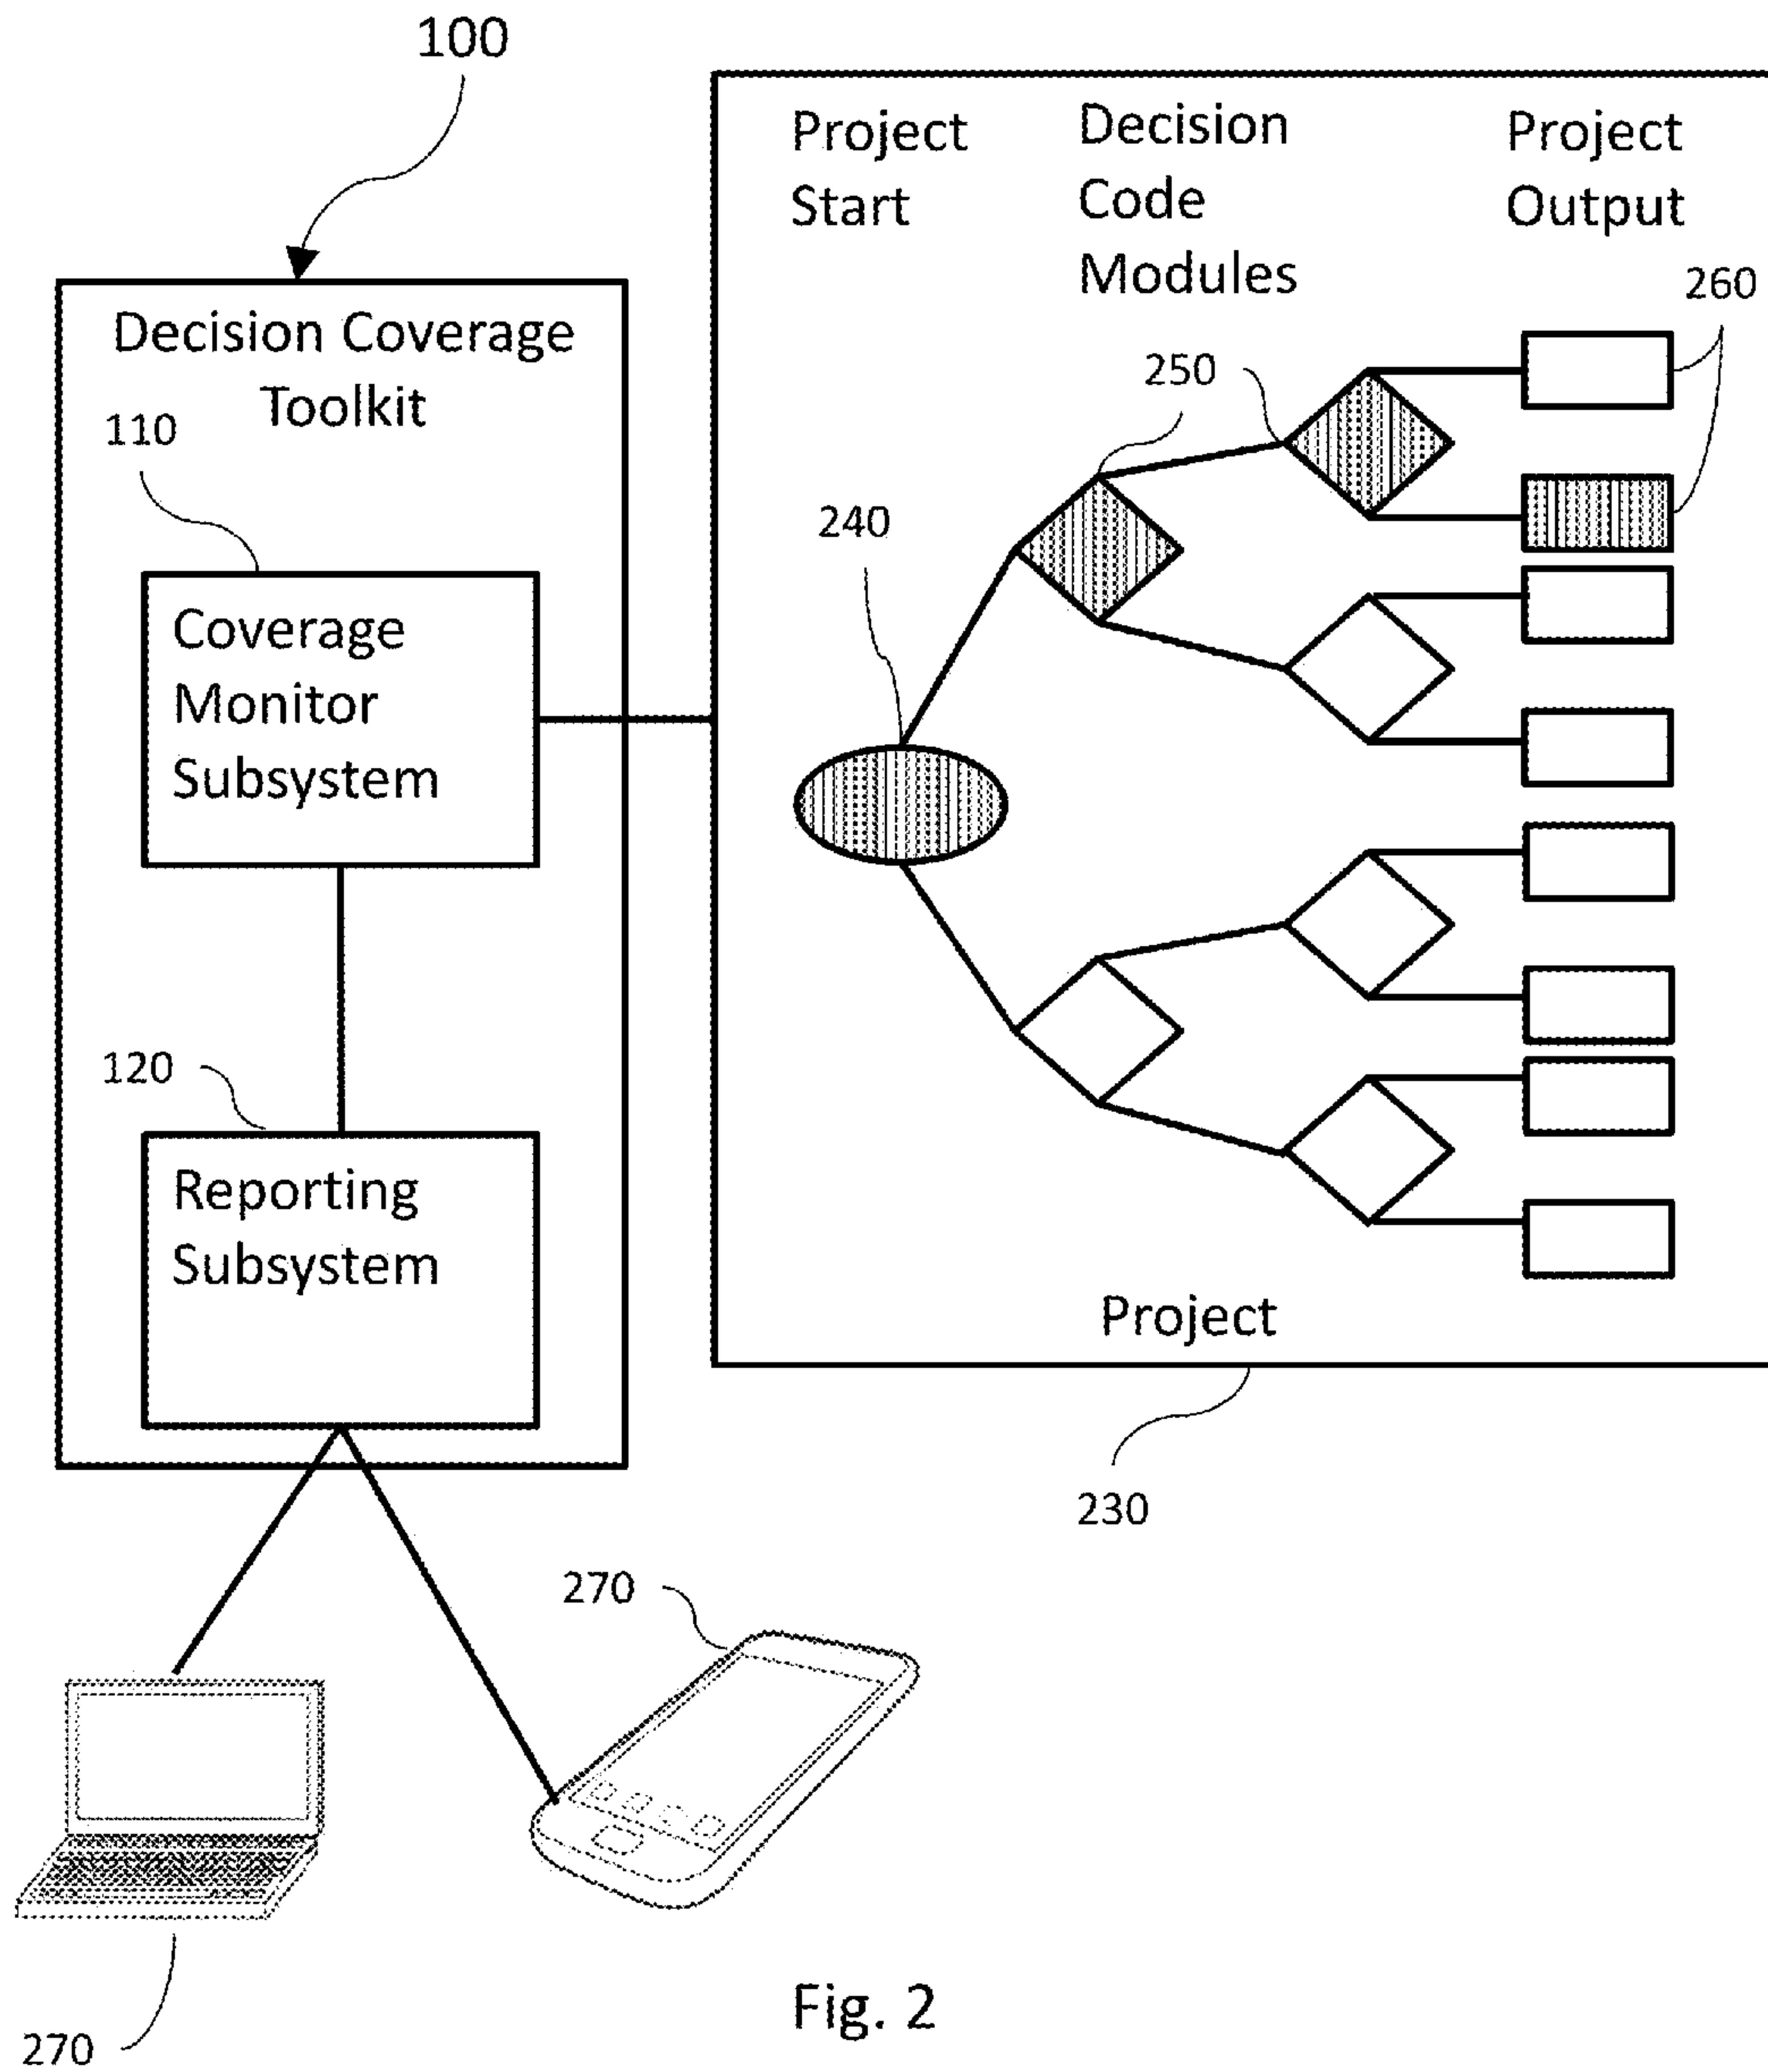 100
Project
Start
Decision
Code
Modules
Project
Output
260
250
240
Decision Coverage
Toolkit
110
Coverage
Monitor
Subsystem
120
Reporting
Subsystem
Project
230
270
270
Fig. 2